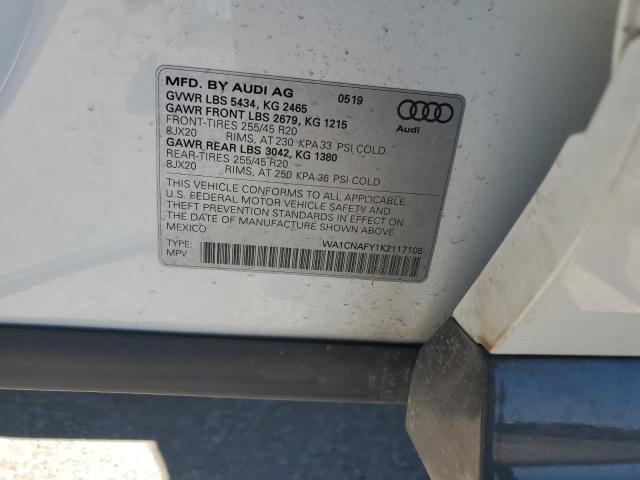 MFD. BY AUDI AG 0519
GVWR LBS 5434, KG 2465
GAWR FRONT LBS 2679, KG 1215
FRONT-TIRES 255/45 R20
8JX20 RIMS, AT 230 KPA 33 PSI COLD
GAWR REAR LBS 3042, KG 1380
REAR-TIRES 255/45 R20
8JX20 RIMS, AT 250 KPA 36 PSI COLD
Audi
THIS VEHICLE CONFORMS TO ALL APPLICABLE
U.S. FEDERAL MOTOR VEHICLE SAFETY AND
THEFT PREVENTION STANDARDS IN EFFECT ON
THE DATE OF MANUFACTURE SHOWN ABOVE.
MEXICO
TYPE: WA1CNAFY1K2117106
MPV